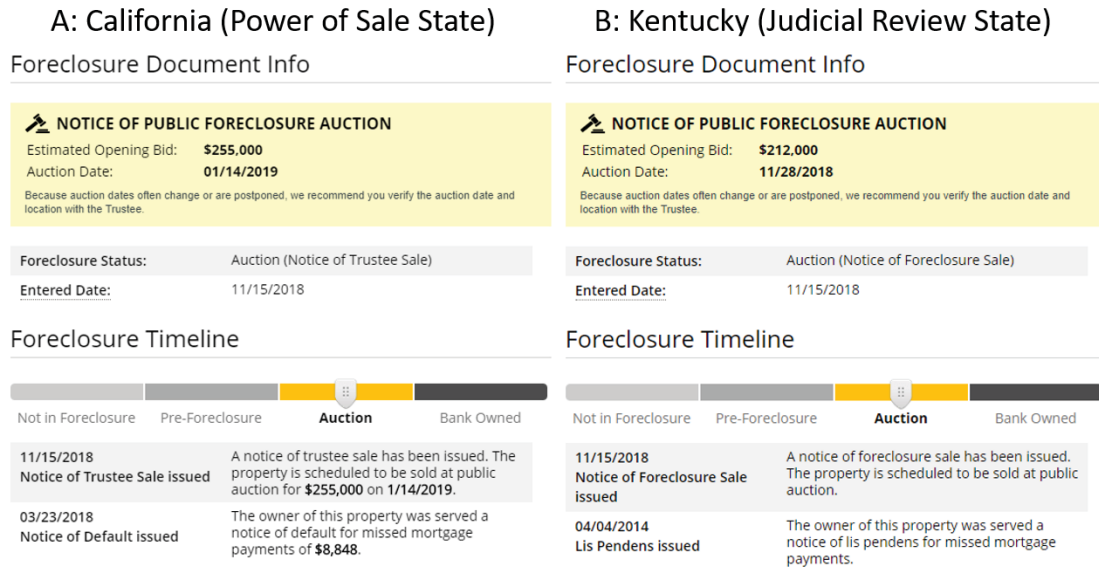 A: California (Power of Sale State)
Foreclosure Document Info
NOTICE OF PUBLIC FORECLOSURE AUCTION
Estimated Opening Bid: $255,000
Auction Date: 01/14/2019
Because auction dates often change or are postponed, we recommend you verify the auction date and
location with the Trustee.
Foreclosure Status: Auction (Notice of Trustee Sale)
Entered Date: 11/15/2018
Foreclosure Timeline
Not in Foreclosure Pre-Foreclosure Auction Bank Owned
11/15/2018
Notice of Trustee Sale issued
A notice of trustee sale has been issued. The
property is scheduled to be sold at public
auction for $255,000 on 1/14/2019.
03/23/2018
Notice of Default issued
The owner of this property was served a
notice of default for missed mortgage
payments of $8,848.
B: Kentucky (Judicial Review State)
Foreclosure Document Info
NOTICE OF PUBLIC FORECLOSURE AUCTION
Estimated Opening Bid: $212,000
Auction Date: 11/28/2018
Because auction dates often change or are postponed, we recommend you verify the auction date and
location with the Trustee.
Foreclosure Status: Auction (Notice of Foreclosure Sale)
Entered Date: 11/15/2018
Foreclosure Timeline
Not in Foreclosure Pre-Foreclosure Auction Bank Owned
11/15/2018
Notice of Foreclosure Sale
issued
A notice of foreclosure sale has been issued.
The property is scheduled to be sold at public
auction.
04/04/2014
Lis Pendens issued
The owner of this property was served a
notice of lis pendens for missed mortgage
payments.